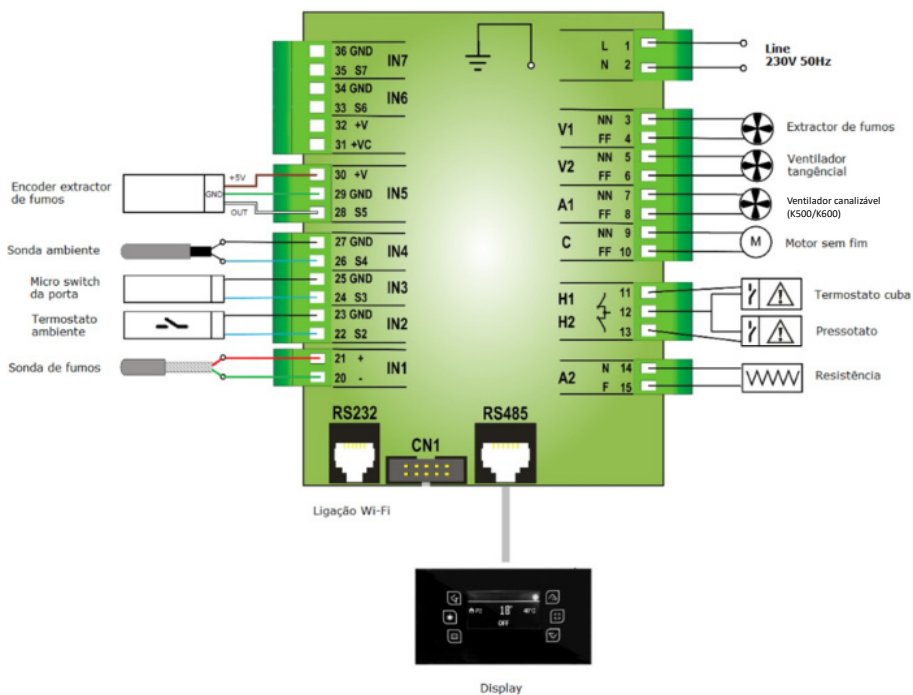 36 GND
35 S7
IN7
34 GND
33 S6
IN6
32 +V
31 +VC
30 +V
29 GND
28 S5
IN5
27 GND
26 S4
IN4
25 GND
24 S3
IN3
23 GND
22 S2
IN2
21 +
20 -
IN1
Encoder extractor
de fumos
+5V
GND
OUT
Sonda ambiente
Micro switch
da porta
Termostato
ambiente
Sonda de fumos
L 1
N 2
Line
230V 50Hz
V1
NN 3
FF 4
Extractor de fumos
V2
NN 5
FF 6
Ventilador
tangêncial
A1
NN 7
FF 8
Ventilador canalizável
(K500/K600)
C
NN 9
FF 10
M
Motor sem fim
H1
H2
11
12
13
Termostato cuba
Pressotato
A2
N 14
F 15
Resistência
RS232
CN1
RS485
Ligação Wi-Fi
P2
18°
OFF
Display